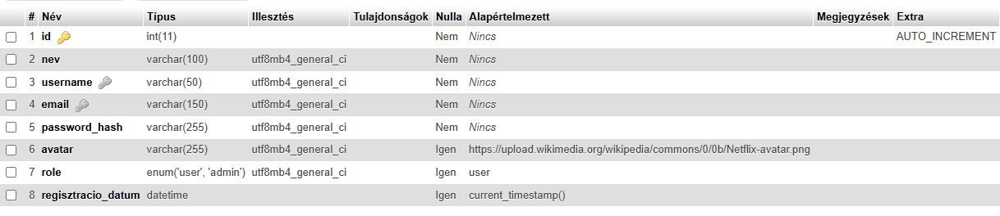 # Név Típus Illesztés Tulajdonságok Nulla Alapértelmezett Megjegyzések Extra
1 id int(11) Nem Nincs AUTO_INCREMENT
2 nev varchar(100) utf8mb4_general_ci Nem Nincs
3 username varchar(50) utf8mb4_general_ci Nem Nincs
4 email varchar(150) utf8mb4_general_ci Nem Nincs
5 password_hash varchar(255) utf8mb4_general_ci Nem Nincs
6 avatar varchar(255) utf8mb4_general_ci Igen https://upload.wikimedia.org/wikipedia/commons/0/0b/Netflix-avatar.png
7 role enum('user', 'admin') utf8mb4_general_ci Igen user
8 regisztracio_datum datetime Igen current_timestamp()